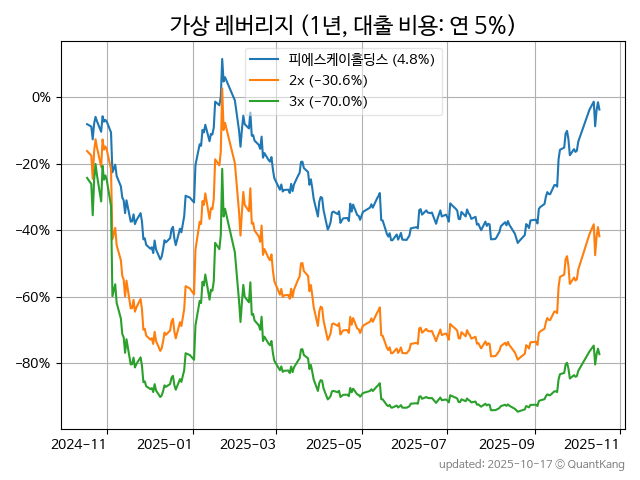 가상 레버리지 (1년, 대출 비용: 연 5%)
피에스케이홀딩스 (4.8%)
2x (−30.6%)
3x (−70.0%)
0%
−20%
−40%
−60%
−80%
2024-11 2025-01 2025-03 2025-05 2025-07 2025-09 2025-11
updated: 2025-10-17 © QuantKang